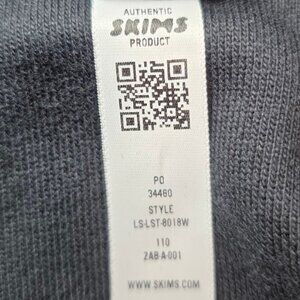 AUTHENTIC
SKIMS
PRODUCT
PO
34460
STYLE
LS-LST-8018W
110
ZAB-A-001
WWW.SKIMS.COM